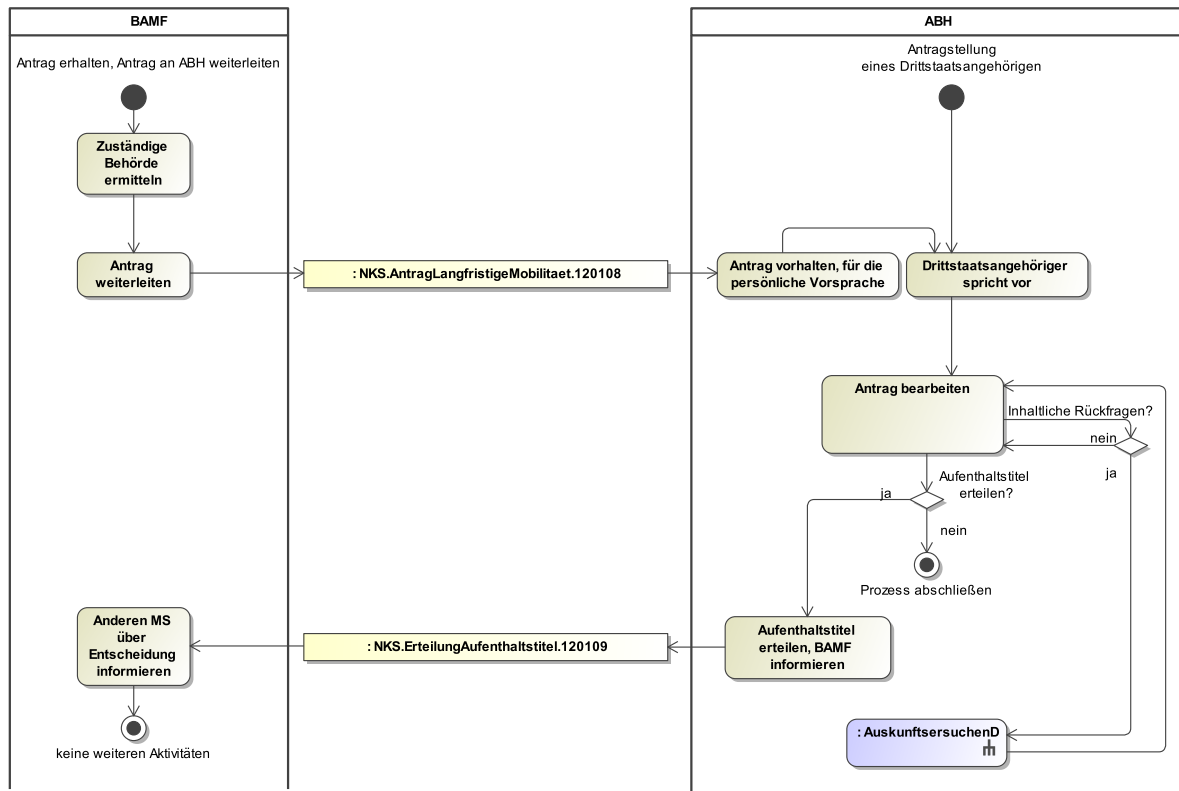 BAMF
ABH
Antrag erhalten, Antrag an ABH weiterleiten
Antragstellung
eines Drittstaatsangehörigen
Zuständige
Behörde
ermitteln
Antrag
weiterleiten
: NKS.AntragLangfristigeMobilitaet.120108
Antrag vorhalten, für die
persönliche Vorsprache
Drittstaatsangehöriger
spricht vor
Antrag bearbeiten
Inhaltliche Rückfragen?
nein
ja
Aufenthaltstitel
erteilen?
ja
nein
Prozess abschließen
Anderen MS
über
Entscheidung
informieren
: NKS.ErteilungAufenthaltstitel.120109
Aufenthaltstitel
erteilen, BAMF
informieren
keine weiteren Aktivitäten
: AuskunftsersuchenD